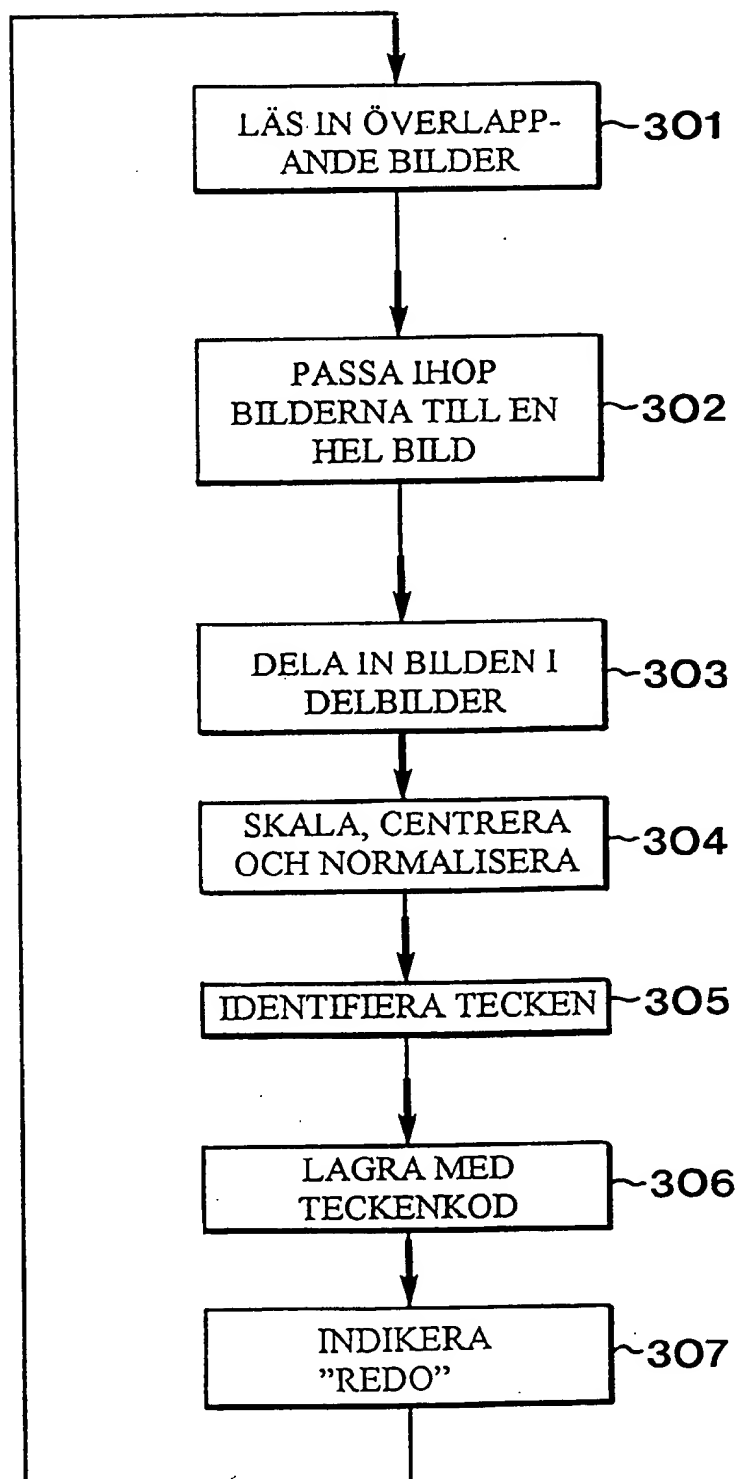 LÄS IN ÖVERLAPP-
ANDE BILDER
301
PASSA IHOP
BILDERNA TILL EN
HEL BILD
302
DELA IN BILDEN I
DELBILDER
303
SKALA, CENTRERA
OCH NORMALISERA
304
IDENTIFIERA TECKEN
305
LAGRA MED
TECKENKOD
306
INDIKERA
”REDO”
307